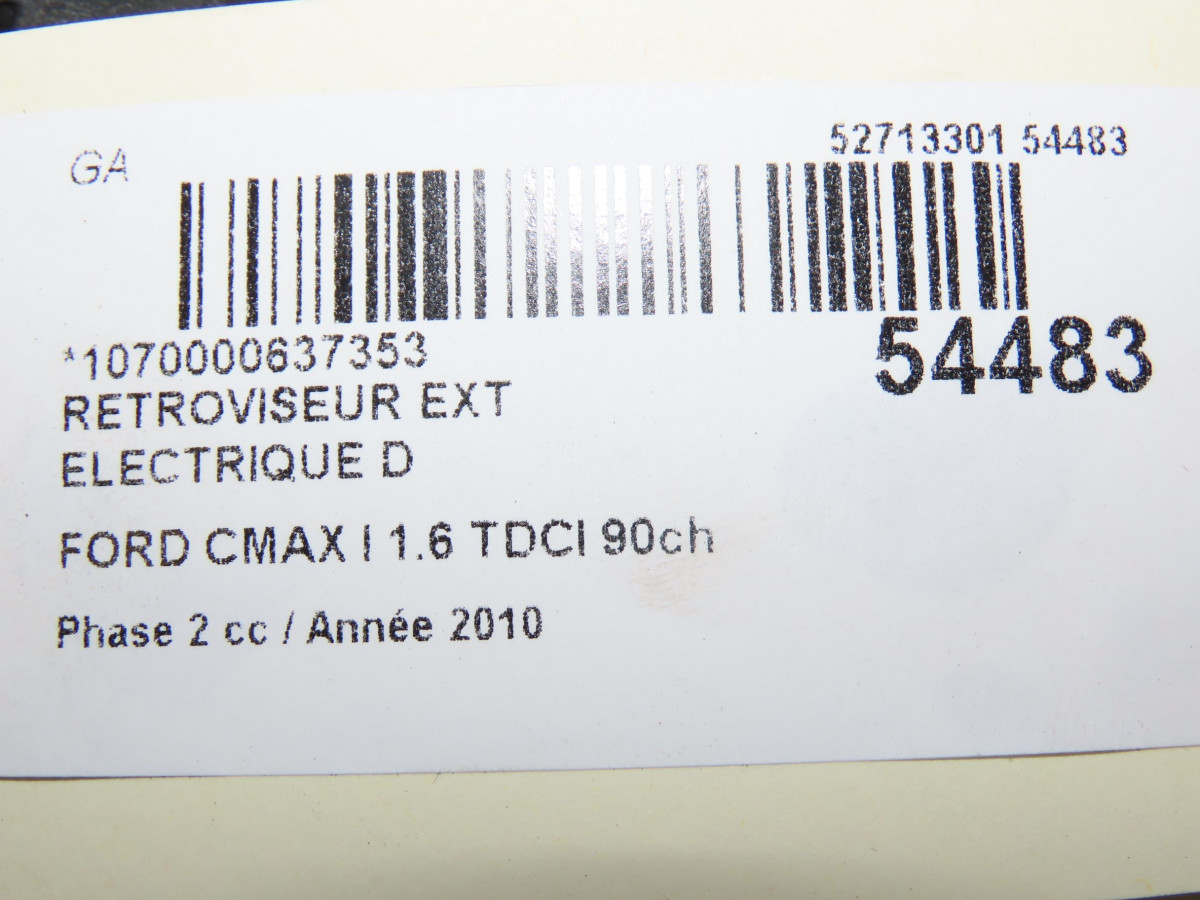 GA
52713301 54483
*1070000637353
54483
RETROVISEUR EXT
ELECTRIQUE D
FORD CMAX I 1.6 TDCI 90ch
Phase 2 cc / Année 2010